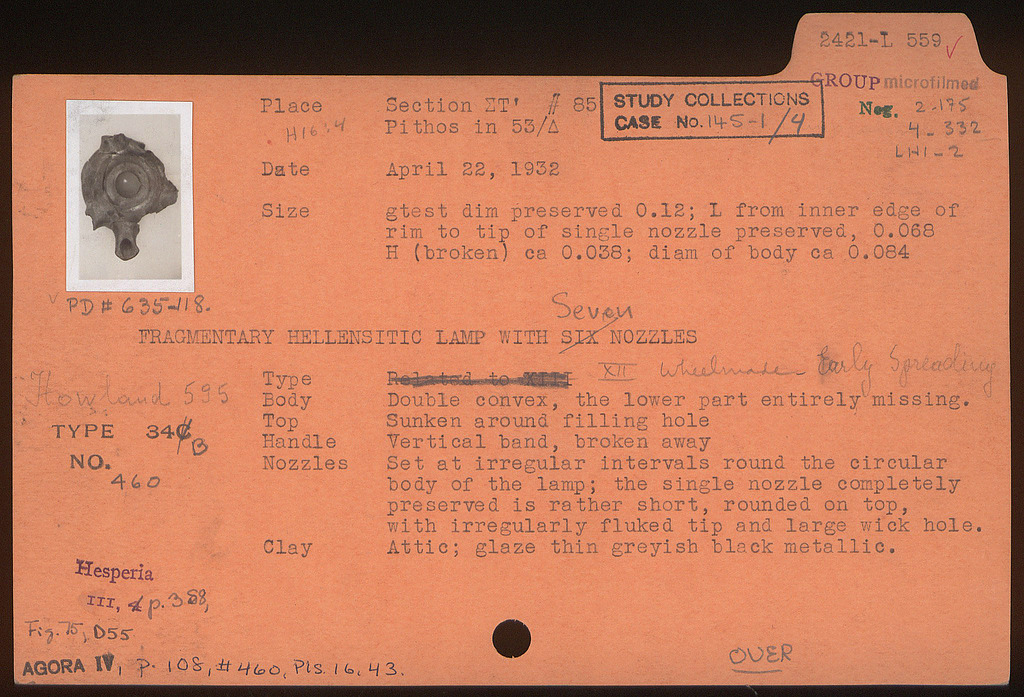 2421-L 559 ✓
GROUP microfilmed
Neg. 2-175
4-332
LHI-2
STUDY COLLECTIONS
CASE No. 145-1/4
Place Section ΣΤ' # 85
H1634 Pithos in 53/Δ
Date April 22, 1932
Size gtest dim preserved 0.12; L from inner edge of
rim to tip of single nozzle preserved, 0.068
H (broken) ca 0.038; diam of body ca 0.084
PD # 635-118.
Seven
FRAGMENTARY HELLENSITIC LAMP WITH SIX NOZZLES
Type Related to XIII XII Wheelmade Early Spreading
Body Double convex, the lower part entirely missing.
Top Sunken around filling hole
Handle Vertical band, broken away
Nozzles Set at irregular intervals round the circular
body of the lamp; the single nozzle completely
preserved is rather short, rounded on top,
with irregularly fluked tip and large wick hole.
Clay Attic; glaze thin greyish black metallic.
Howland 595
TYPE 34 B
NO.
460
Hesperia
III, p. 388,
Fig. 75, D55
AGORA IV, p. 108, #460, Pls. 16, 43.
OVER